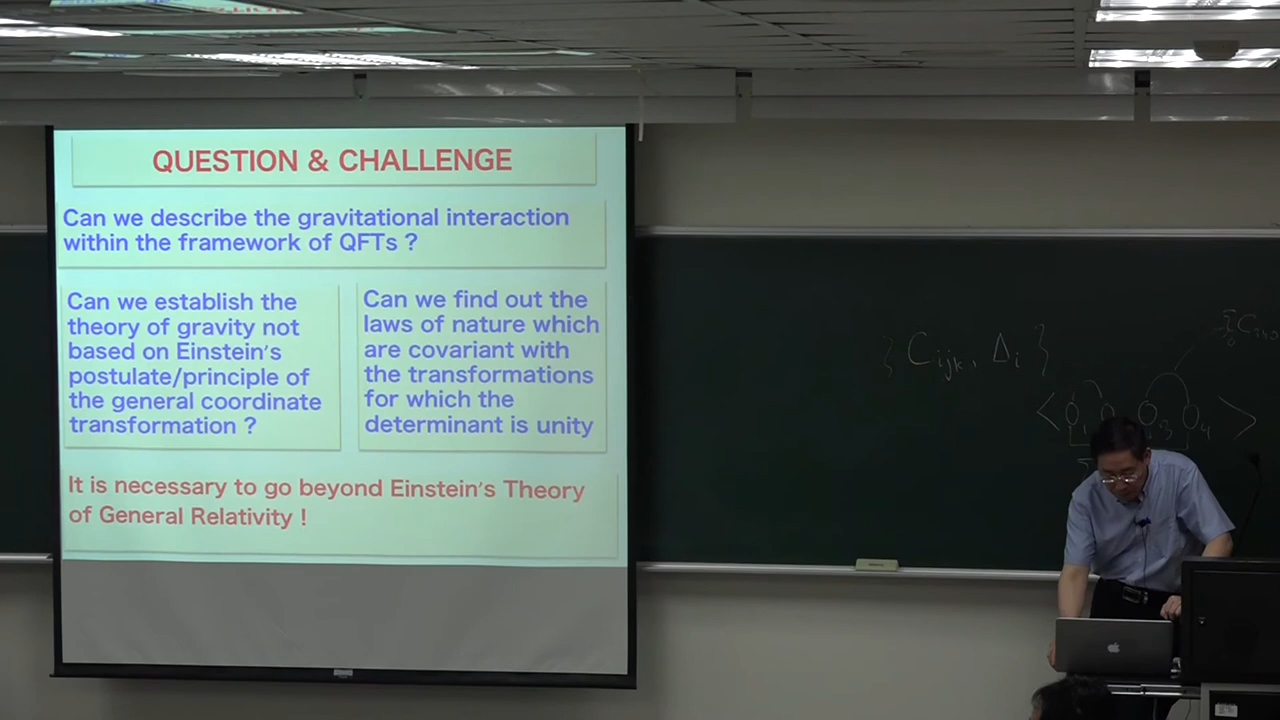 QUESTION & CHALLENGE
Can we describe the gravitational interaction
within the framework of QFTs ?
Can we establish the
theory of gravity not
based on Einstein's
postulate/principle of
the general coordinate
transformation ?
Can we find out the
laws of nature which
are covariant with
the transformations
for which the
determinant is unity
It is necessary to go beyond Einstein's Theory
of General Relativity !
{ Cijk, Δi }